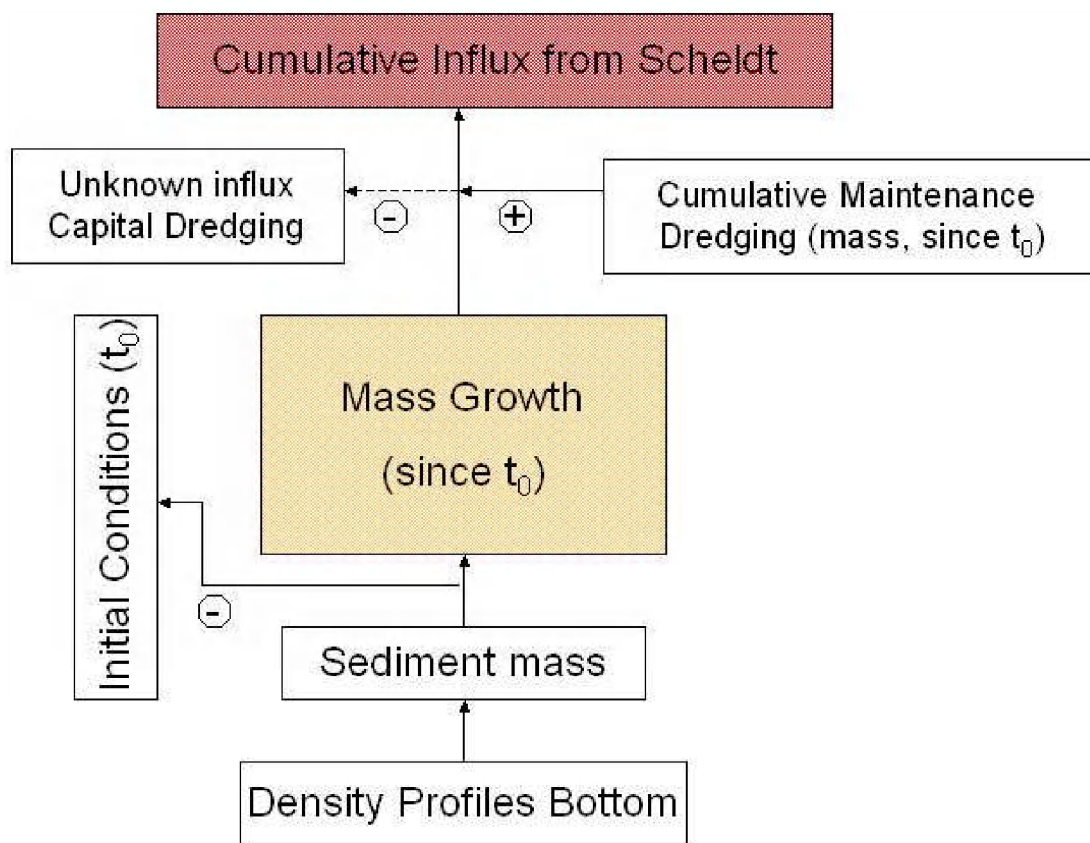 Cumulative Influx from Scheldt
Unknown influx
Capital Dredging
-
+
Cumulative Maintenance
Dredging (mass, since t₀)
Initial Conditions (t₀)
Mass Growth
(since t₀)
-
Sediment mass
Density Profiles Bottom